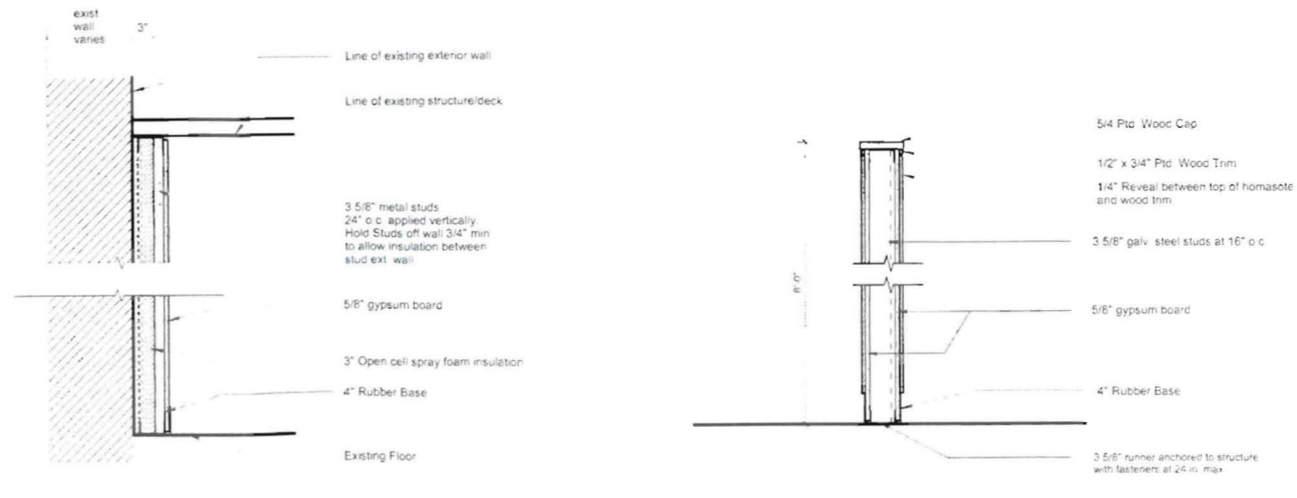 exist
wall
varies
3"
Line of existing exterior wall
Line of existing structure/deck
3 5/8" metal studs
24" o.c. applied vertically.
Hold Studs off wall 3/4" min
to allow insulation between
stud ext. wall
5/8" gypsum board
3" Open cell spray foam insulation
4" Rubber Base
Existing Floor
5/4 Ptd. Wood Cap
1/2" x 3/4" Ptd. Wood Trim
1/4" Reveal between top of homasote
and wood trim
3 5/8" galv. steel studs at 16" o.c.
8'-0"
5/8" gypsum board
4" Rubber Base
3 5/8" runner anchored to structure
with fasteners at 24 in. max